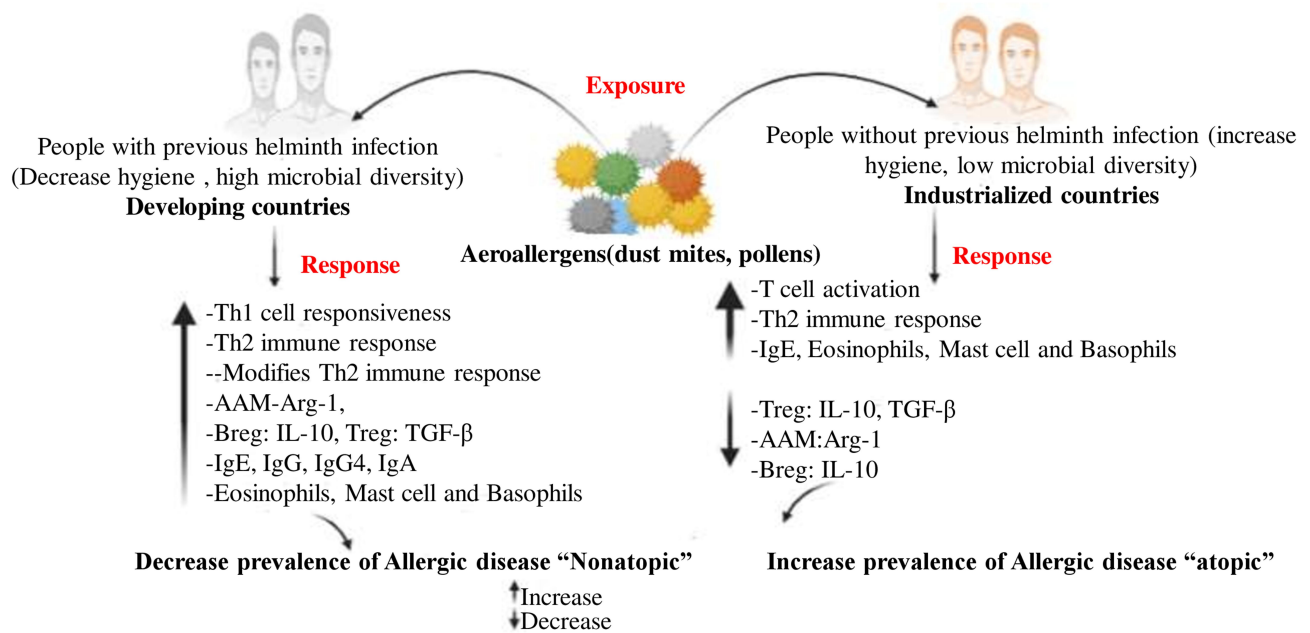 Exposure
People with previous helminth infection
(Decrease hygiene , high microbial diversity)
Developing countries
People without previous helminth infection (increase
hygiene, low microbial diversity)
Industrialized countries
Aeroallergens(dust mites, pollens)
Response
-Th1 cell responsiveness
-Th2 immune response
--Modifies Th2 immune response
-AAM-Arg-1,
-Breg: IL-10, Treg: TGF-β
-IgE, IgG, IgG4, IgA
-Eosinophils, Mast cell and Basophils
Decrease prevalence of Allergic disease “Nonatopic”
Response
-T cell activation
-Th2 immune response
-IgE, Eosinophils, Mast cell and Basophils
-Treg: IL-10, TGF-β
-AAM:Arg-1
-Breg: IL-10
Increase prevalence of Allergic disease “atopic”
Increase
Decrease